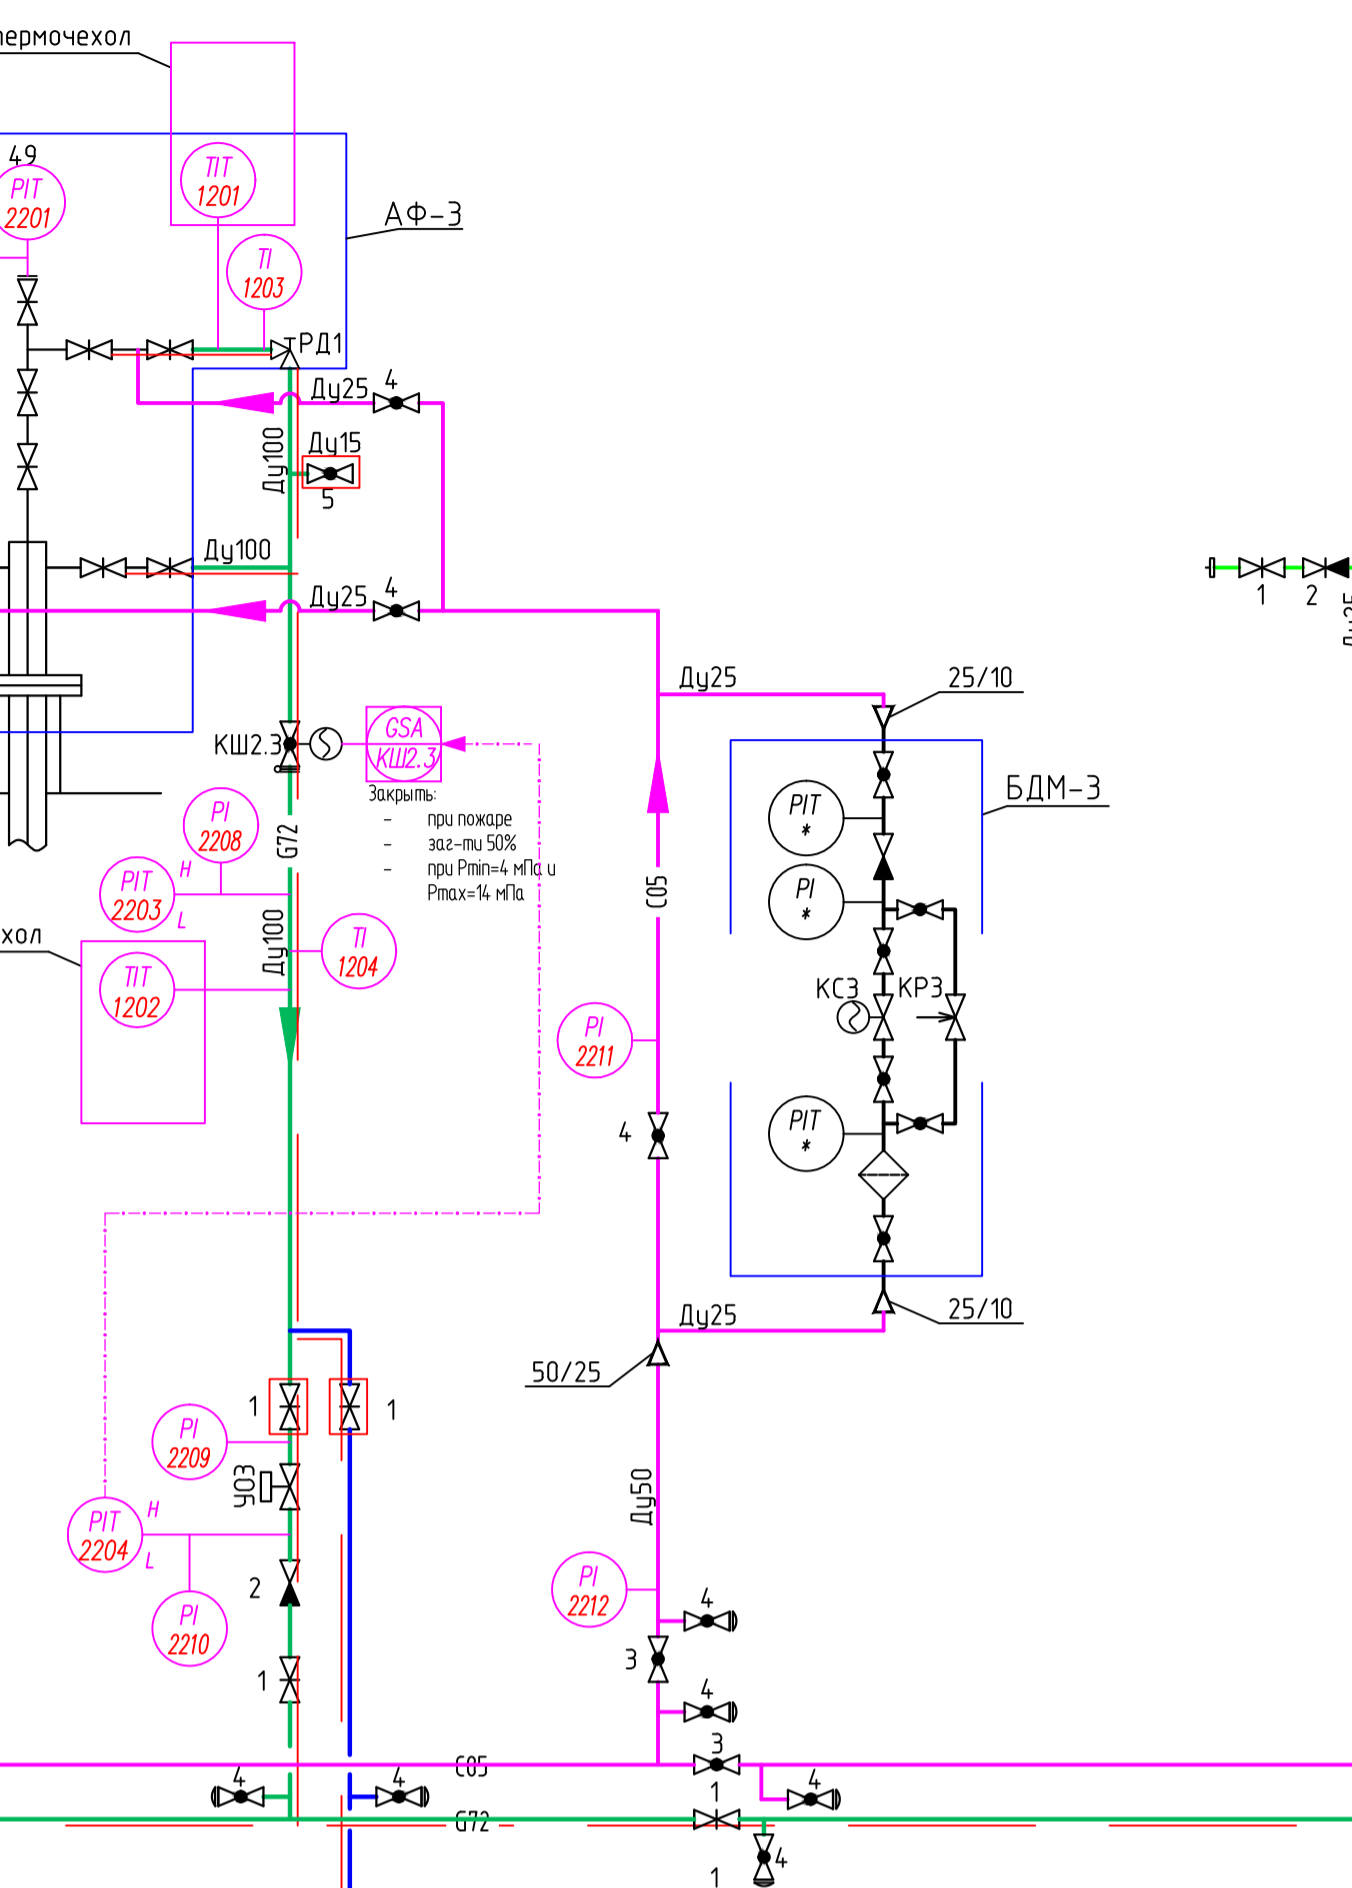 термочехол
49
PIT
2201
TIT
1201
АФ-3
TI
1203
РД1
Ду25
4
Ду100
Ду15
5
Ду100
Ду25
4
1
2
Ду25
Ду25
25/10
КШ2.3
GSA
КШ2.3
Закрыть:
- при пожаре
- заг-ти 50%
- при Pmin=4 мПа и
Pmax=14 мПа
БДМ-3
PIT
*
PI
2208
G72
PIT
2203
H
L
C05
PI
*
хол
Ду100
TI
1204
TIT
1202
КС3
КР3
PI
2211
4
PIT
*
Ду25
25/10
50/25
1
1
PI
2209
УОЗ
Ду50
PIT
2204
H
L
2
PI
2210
PI
2212
4
3
1
4
3
C05
4
4
4
1
G72
4
1